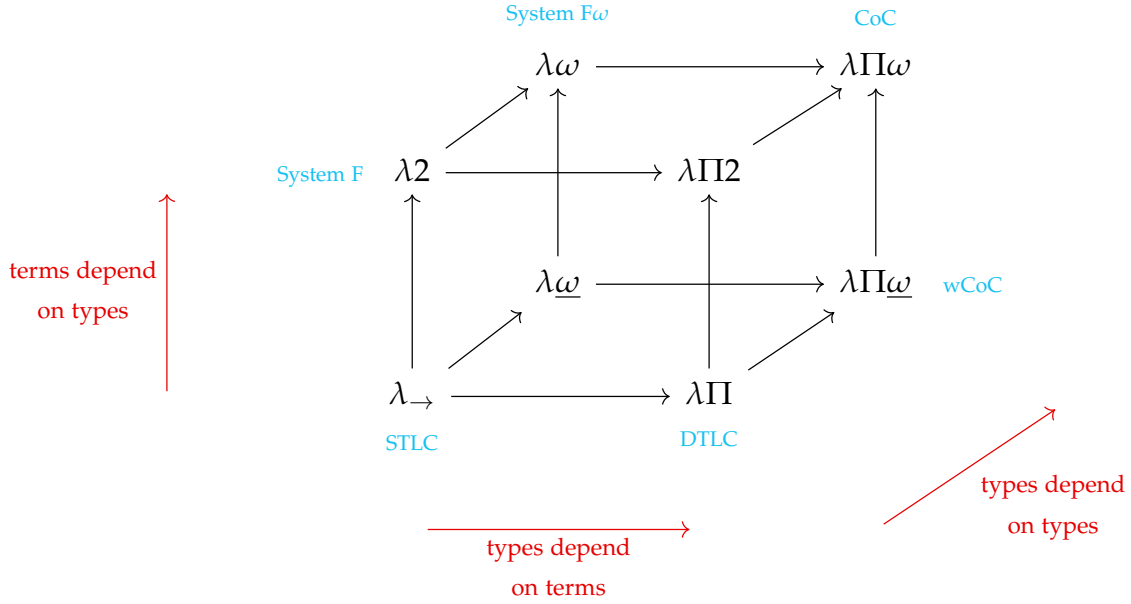 System Fω CoC
λω λΠω
System F λ2 λΠ2
terms depend
on types
λω̲ λΠω̲ wCoC
λ→ λΠ
STLC DTLC
types depend
on types
types depend
on terms